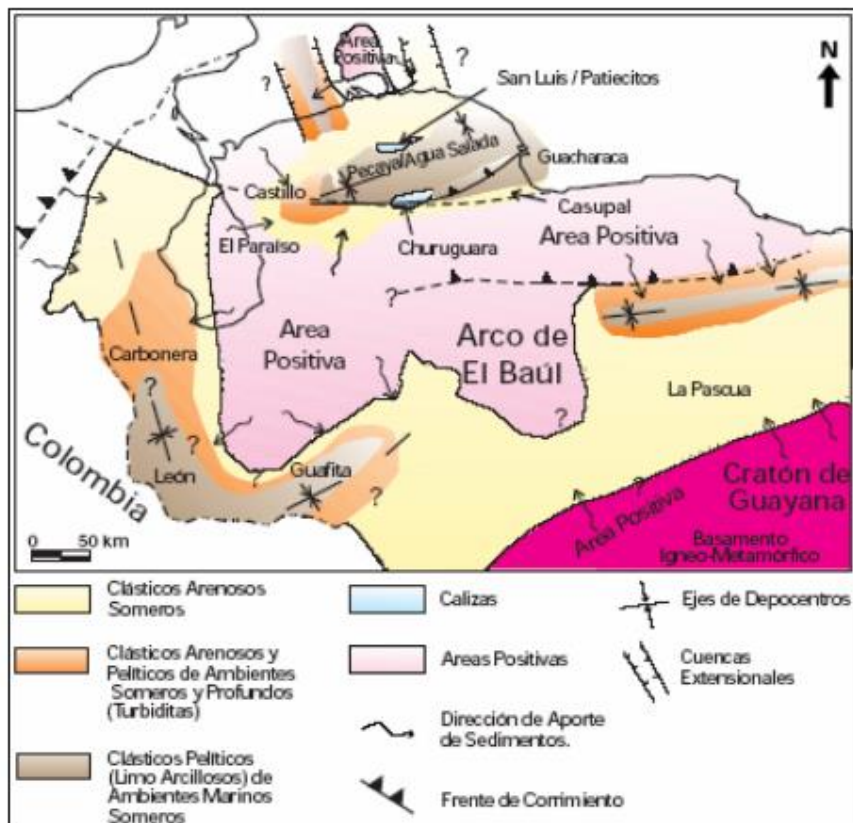 Area
Positiva
?
?
N
San Luis / Patiecitos
Pecaya/Agua Salada
Guacharaca
Castillo
Casupal
El Paraíso
Churuguara
Area Positiva
?
Area
Positiva
Arco de
El Baúl
Carbonera
La Pascua
?
?
?
Colombia
León
?
Guafita
?
?
Cratón de
Guayana
Area Positiva
Basamento
Igneo-Metamórfico
0 50 km
Clásticos Arenosos
Someros
Clásticos Arenosos y
Pelíticos de Ambientes
Someros y Profundos
(Turbiditas)
Clásticos Pelíticos
(Limo Arcillosos) de
Ambientes Marinos
Someros
Calizas
Areas Positivas
Dirección de Aporte
de Sedimentos.
Frente de Corrimiento
Ejes de Depocentros
Cuencas
Extensionales